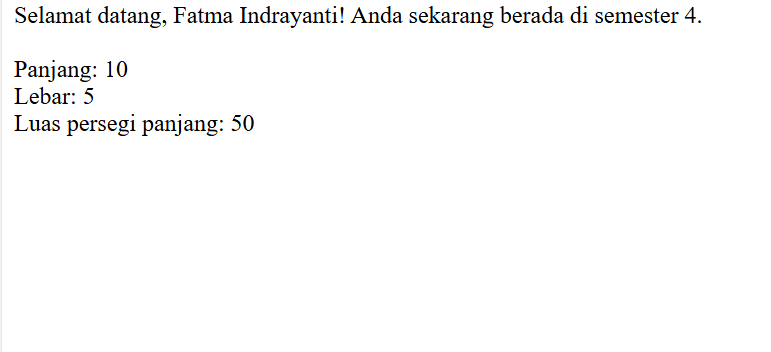 Selamat datang, Fatma Indrayanti! Anda sekarang berada di semester 4.
Panjang: 10
Lebar: 5
Luas persegi panjang: 50